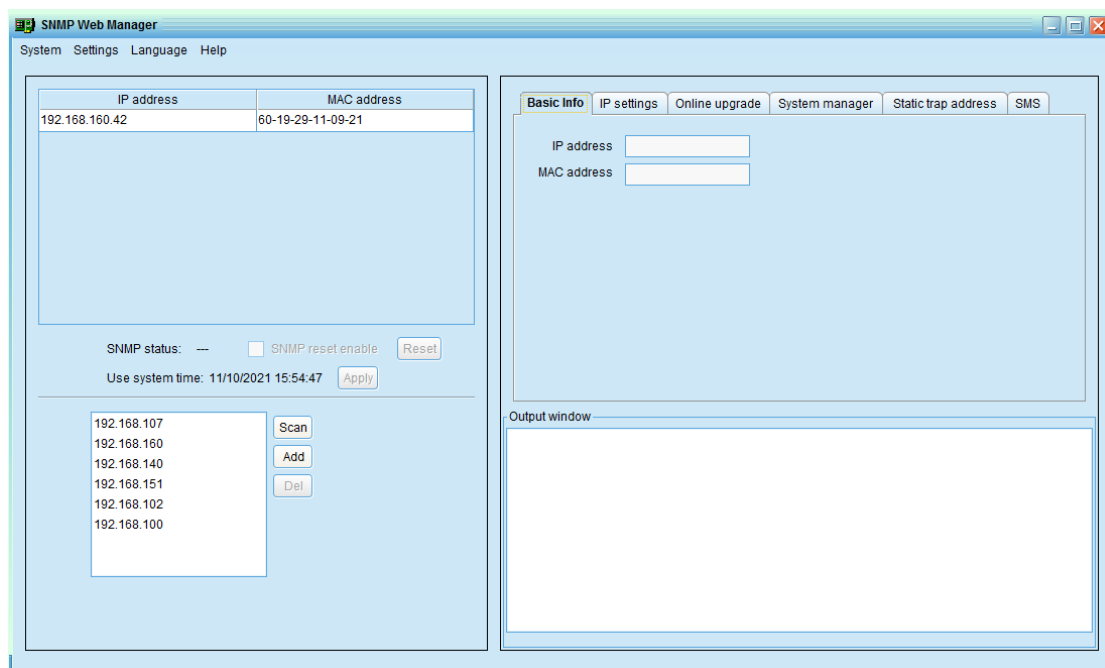 SNMP Web Manager
System Settings Language Help
IP address MAC address
192.168.160.42 60-19-29-11-09-21
SNMP status: --- SNMP reset enable Reset
Use system time: 11/10/2021 15:54:47 Apply
192.168.107
192.168.160
192.168.140
192.168.151
192.168.102
192.168.100
Scan
Add
Del
Basic Info IP settings Online upgrade System manager Static trap address SMS
IP address
MAC address
Output window